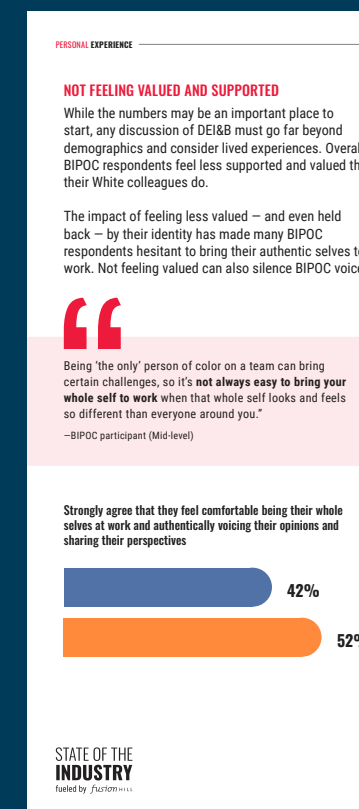 PERSONAL EXPERIENCE
NOT FEELING VALUED AND SUPPORTED
While the numbers may be an important place to
start, any discussion of DEI&B must go far beyond
demographics and consider lived experiences. Overal
BIPOC respondents feel less supported and valued th
their White colleagues do.
The impact of feeling less valued — and even held
back — by their identity has made many BIPOC
respondents hesitant to bring their authentic selves t
work. Not feeling valued can also silence BIPOC voic
“
Being ‘the only’ person of color on a team can bring
certain challenges, so it’s not always easy to bring your
whole self to work when that whole self looks and feels
so different than everyone around you.”
—BIPOC participant (Mid-level)
Strongly agree that they feel comfortable being their whole
selves at work and authentically voicing their opinions and
sharing their perspectives
42%
52%
STATE OF THE
INDUSTRY
fueled by fusion HILL